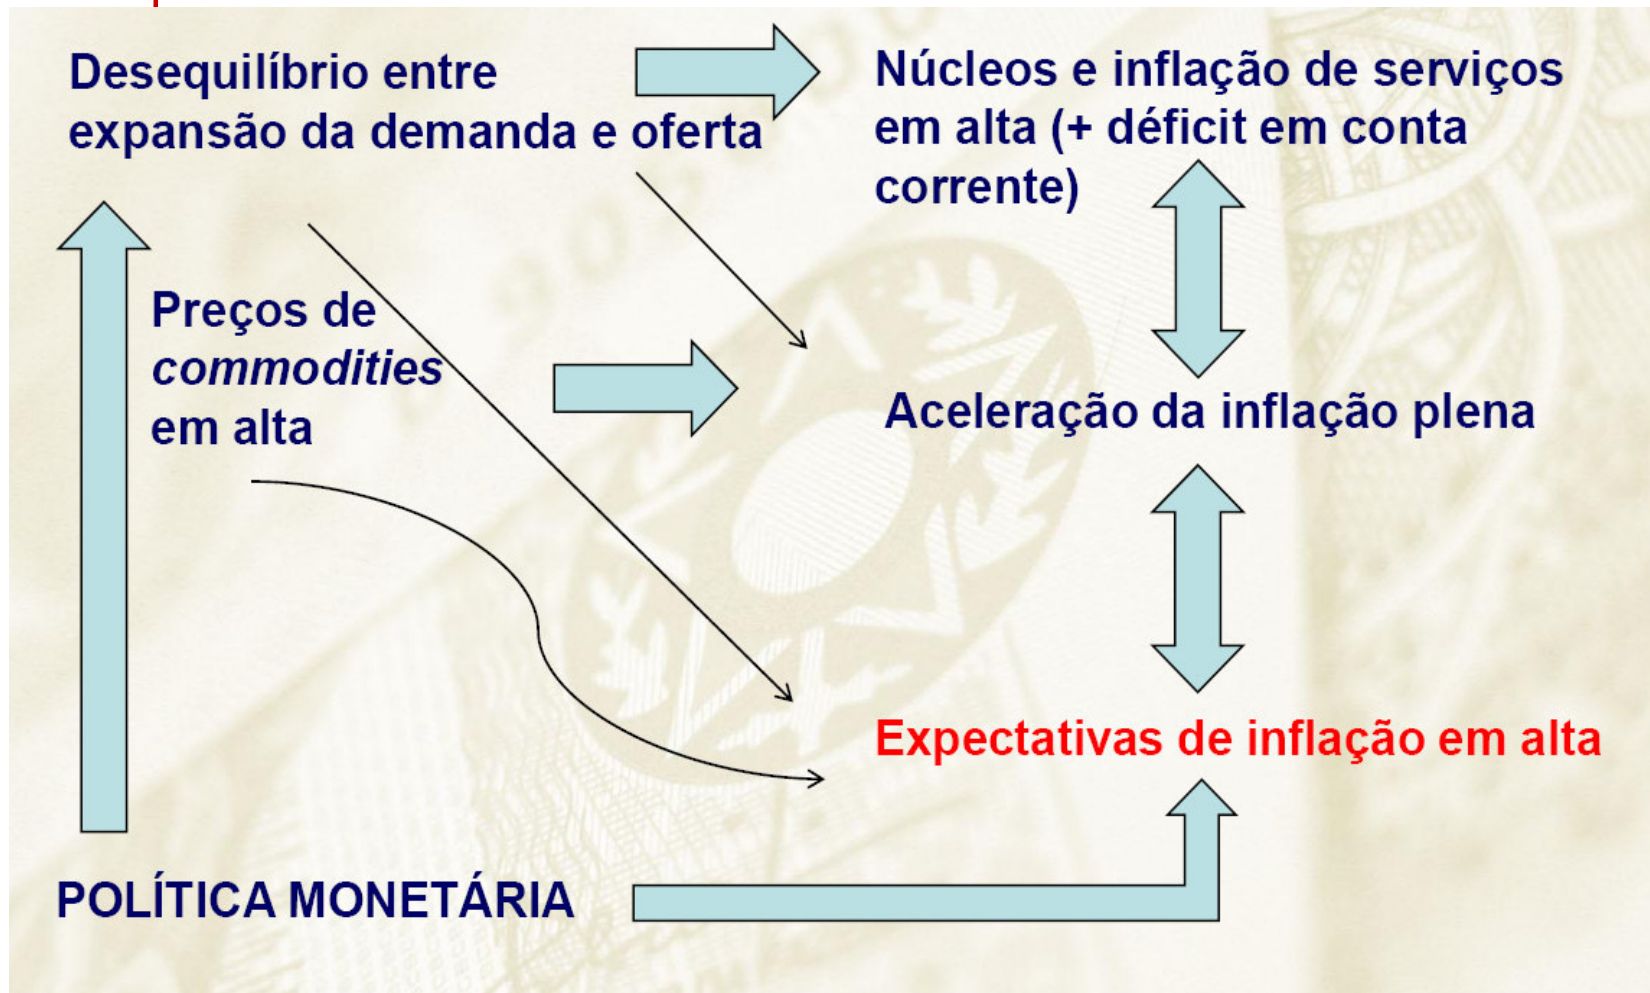 Desequilíbrio entre
expansão da demanda e oferta
Núcleos e inflação de serviços
em alta (+ déficit em conta
corrente)
Preços de
commodities
em alta
Aceleração da inflação plena
Expectativas de inflação em alta
POLÍTICA MONETÁRIA